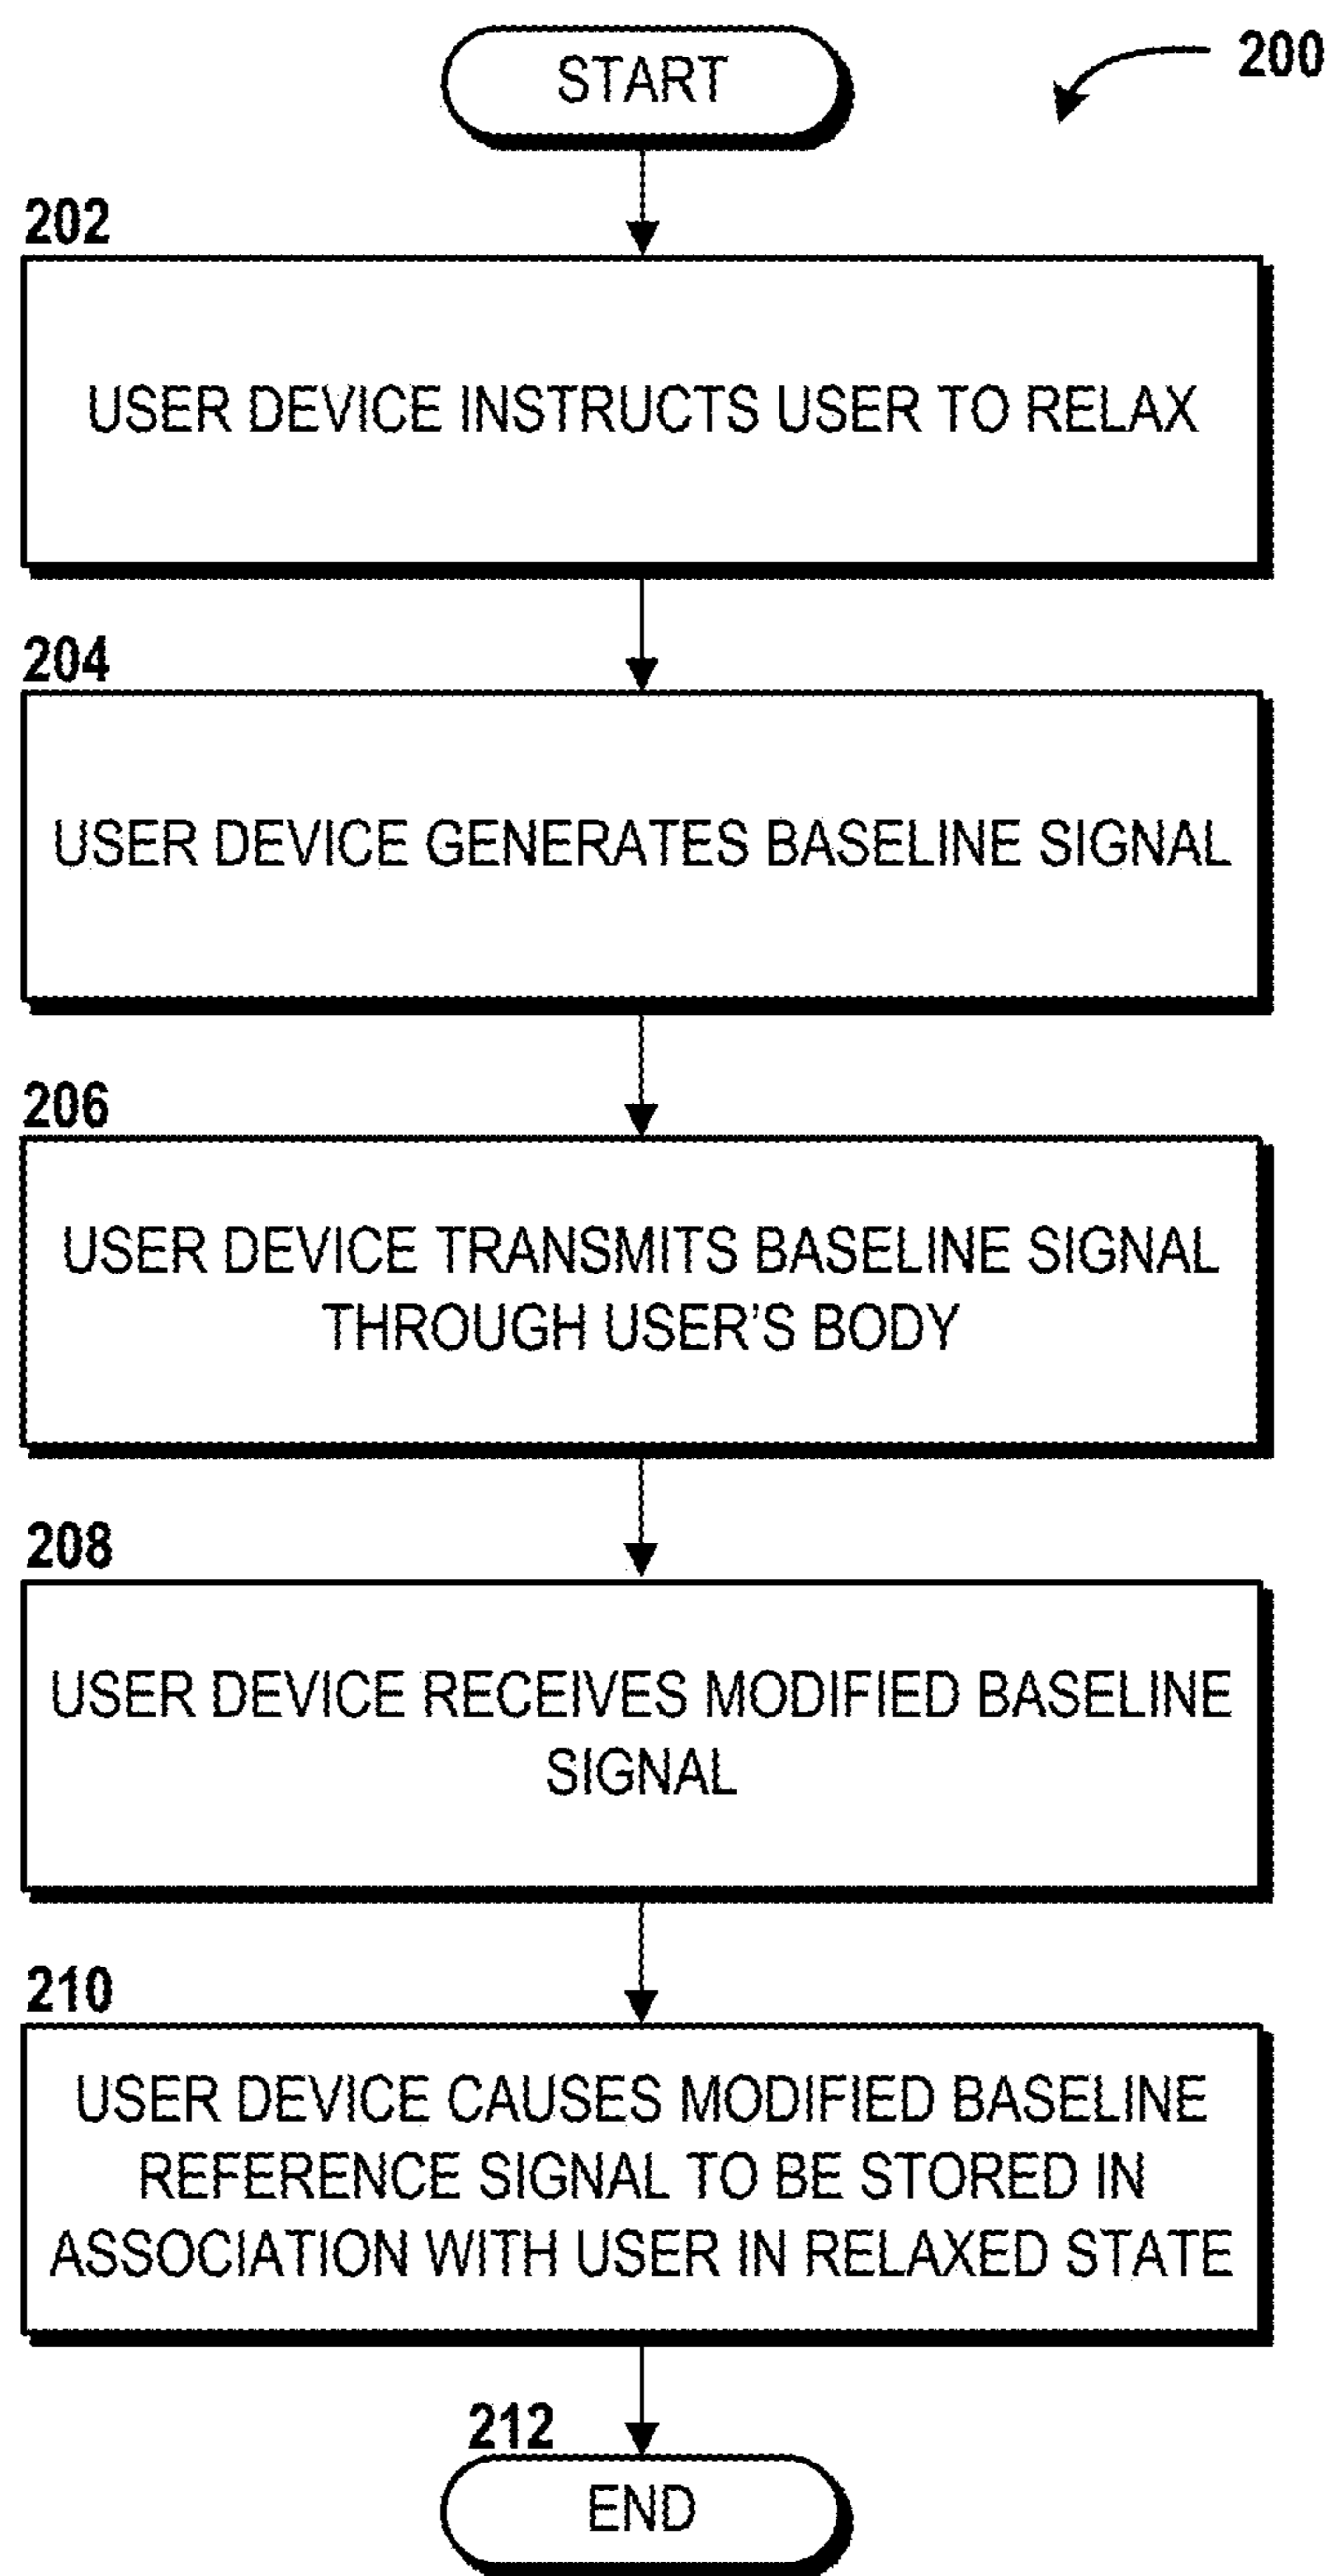 START
200
202
USER DEVICE INSTRUCTS USER TO RELAX
204
USER DEVICE GENERATES BASELINE SIGNAL
206
USER DEVICE TRANSMITS BASELINE SIGNAL
THROUGH USER'S BODY
208
USER DEVICE RECEIVES MODIFIED BASELINE
SIGNAL
210
USER DEVICE CAUSES MODIFIED BASELINE
REFERENCE SIGNAL TO BE STORED IN
ASSOCIATION WITH USER IN RELAXED STATE
212
END